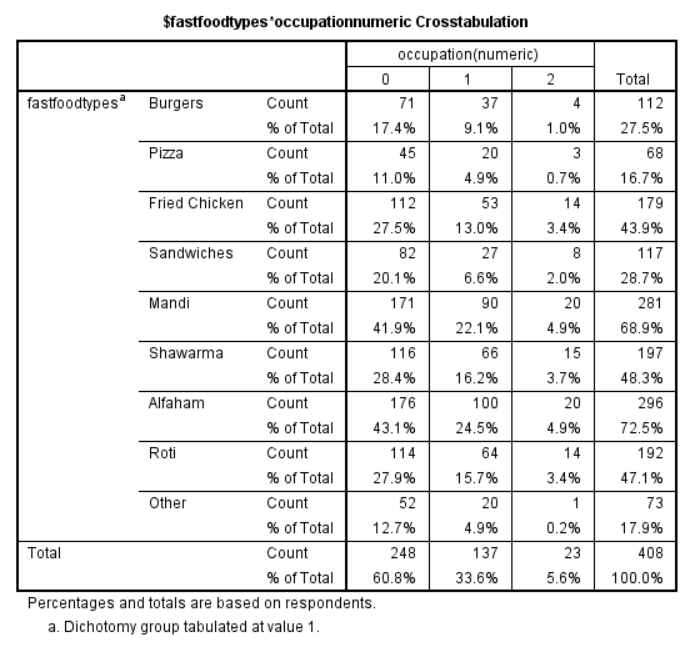 $fastfoodtypes*occupationnumeric Crosstabulation
occupation(numeric)
0 1 2 Total
fastfoodtypesa Burgers Count 71 37 4 112
% of Total 17.4% 9.1% 1.0% 27.5%
Pizza Count 45 20 3 68
% of Total 11.0% 4.9% 0.7% 16.7%
Fried Chicken Count 112 53 14 179
% of Total 27.5% 13.0% 3.4% 43.9%
Sandwiches Count 82 27 8 117
% of Total 20.1% 6.6% 2.0% 28.7%
Mandi Count 171 90 20 281
% of Total 41.9% 22.1% 4.9% 68.9%
Shawarma Count 116 66 15 197
% of Total 28.4% 16.2% 3.7% 48.3%
Alfaham Count 176 100 20 296
% of Total 43.1% 24.5% 4.9% 72.5%
Roti Count 114 64 14 192
% of Total 27.9% 15.7% 3.4% 47.1%
Other Count 52 20 1 73
% of Total 12.7% 4.9% 0.2% 17.9%
Total Count 248 137 23 408
% of Total 60.8% 33.6% 5.6% 100.0%
Percentages and totals are based on respondents.
a. Dichotomy group tabulated at value 1.